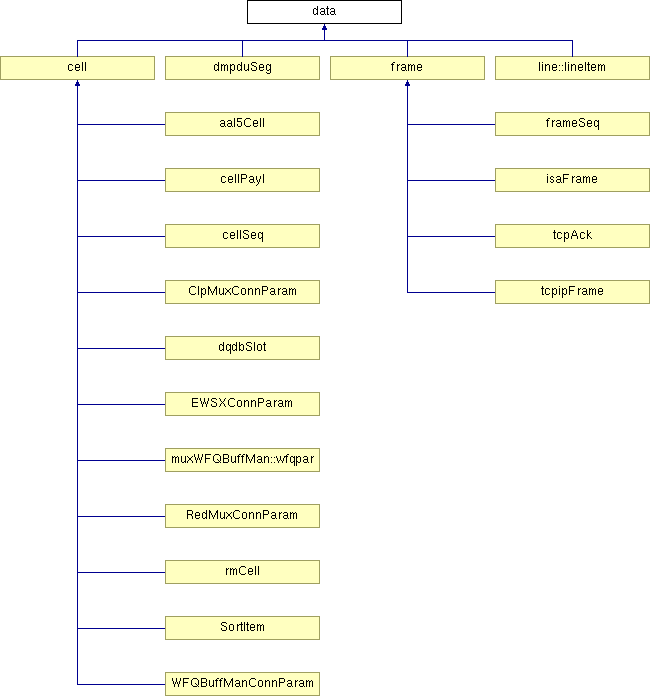 data
cell
dmpduSeg
frame
line::lineItem
aal5Cell
frameSeq
cellPayl
isaFrame
cellSeq
tcpAck
ClpMuxConnParam
tcpipFrame
dqdbSlot
EWSXConnParam
muxWFQBuffMan::wfqpar
RedMuxConnParam
rmCell
SortItem
WFQBuffManConnParam